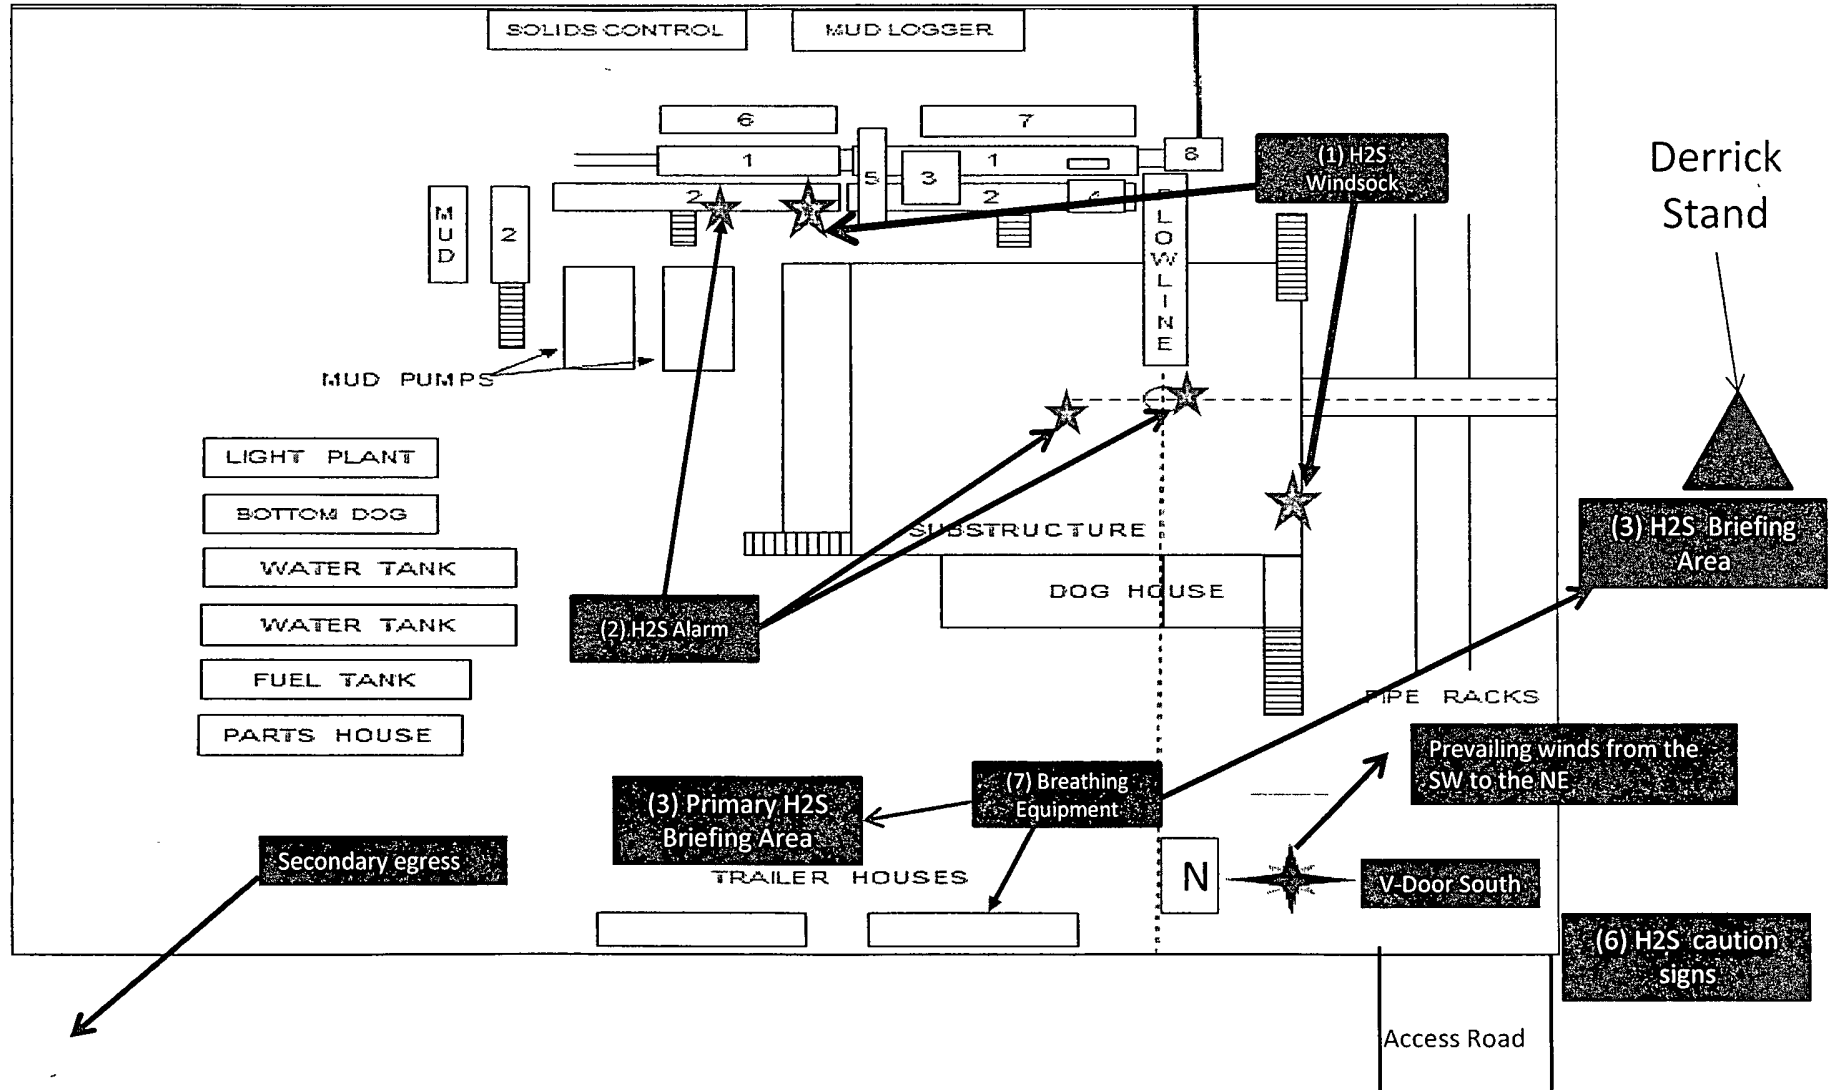 SOLIDS CONTROL
MUD LOGGER
6
7
1
1
8
5
3
2
2
4
(1) H2S
Windsock
Derrick
Stand
MUD
2
FLOWLINE
MUD PUMPS
LIGHT PLANT
BOTTOM DOG
WATER TANK
WATER TANK
FUEL TANK
PARTS HOUSE
SUBSTRUCTURE
DOG HOUSE
(2).H2S Alarm
(3) H2S Briefing
Area
PIPE RACKS
Prevailing winds from the
SW to the NE
(7) Breathing
Equipment
(3) Primary H2S
Briefing Area
Secondary egress
TRAILER HOUSES
N
V-Door South
(6) H2S caution
signs
Access Road